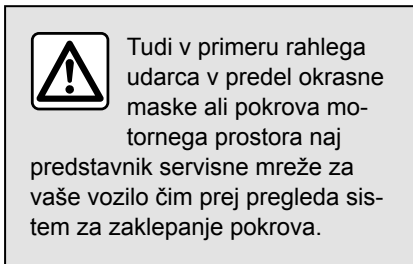 Tudi v primeru rahlega
udarca v predel okrasne
maske ali pokrova mo-
tornega prostora naj
predstavnik servisne mreže za
vaše vozilo čim prej pregleda sis-
tem za zaklepanje pokrova.